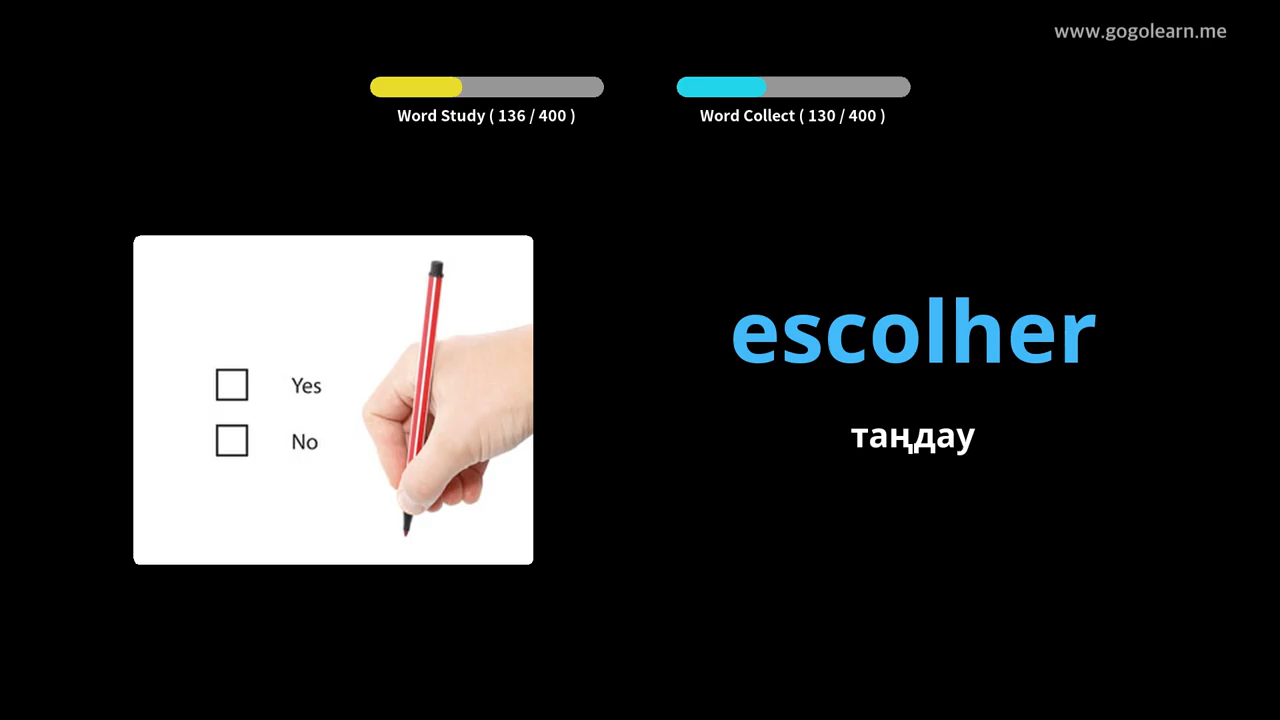 www.gogolearn.me
Word Study ( 136 / 400 )
Word Collect ( 130 / 400 )
Yes
No
escolher
таңдау